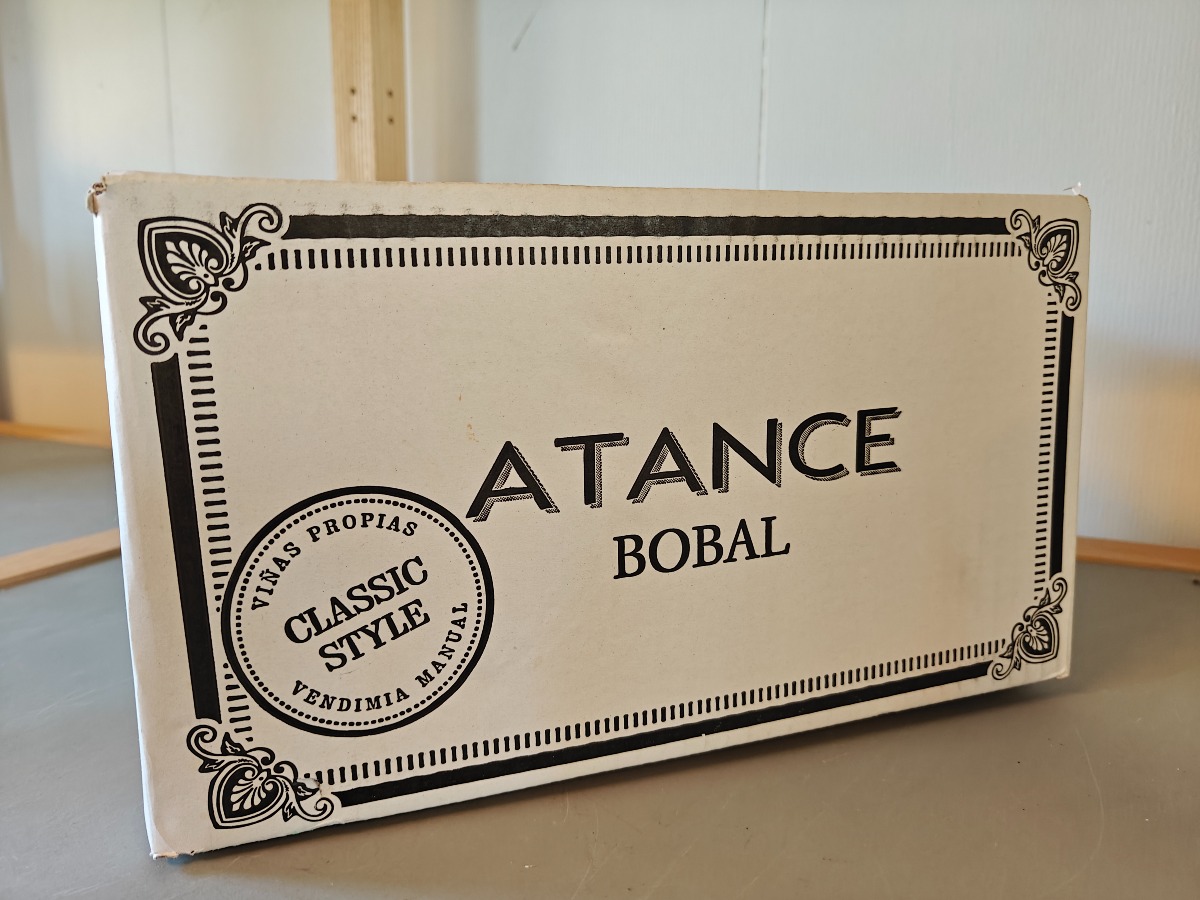 ATANCE
BOBAL
VIÑAS PROPIAS
CLASSIC
STYLE
VENDIMIA MANUAL